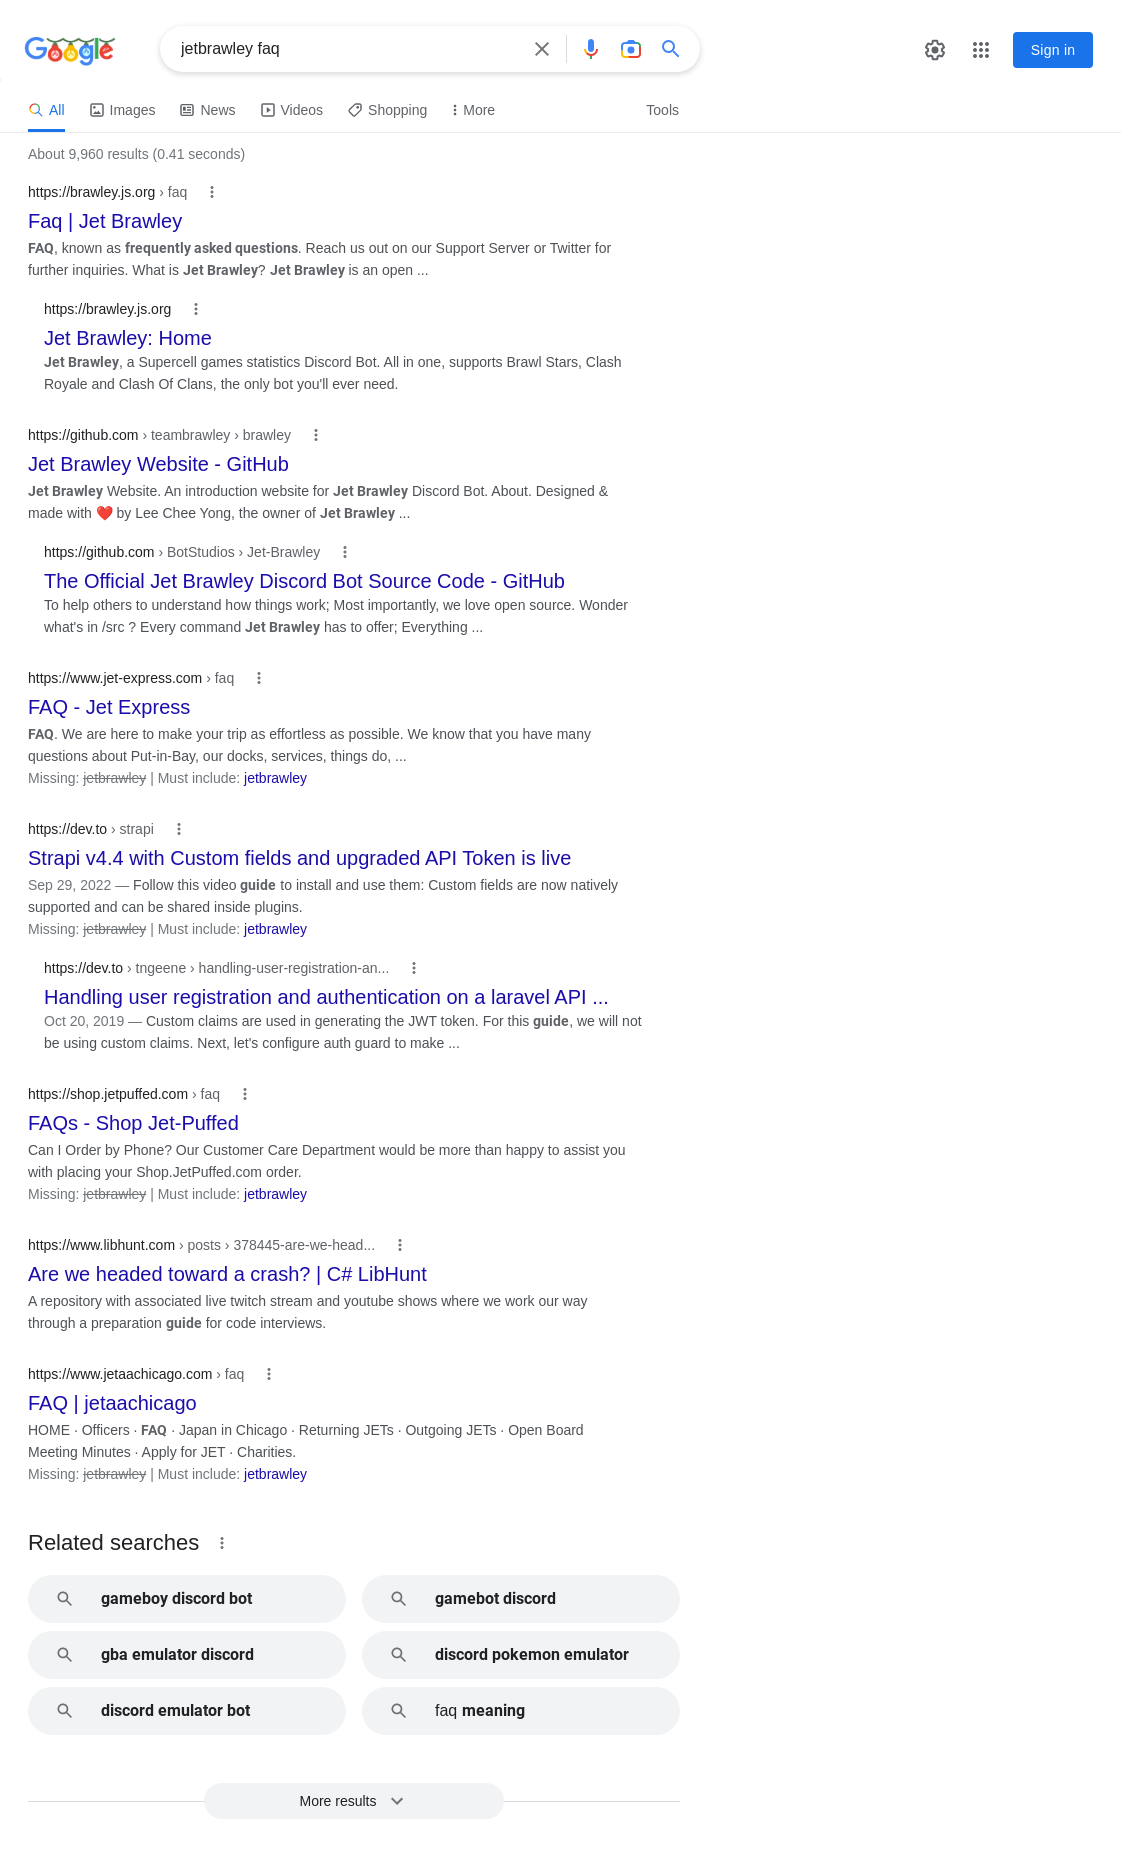 Google
jetbrawley faq
Sign in
All Images News Videos Shopping More Tools
About 9,960 results (0.41 seconds)
https://brawley.js.org › faq
Faq | Jet Brawley
FAQ, known as frequently asked questions. Reach us out on our Support Server or Twitter for
further inquiries. What is Jet Brawley? Jet Brawley is an open ...
https://brawley.js.org
Jet Brawley: Home
Jet Brawley, a Supercell games statistics Discord Bot. All in one, supports Brawl Stars, Clash
Royale and Clash Of Clans, the only bot you'll ever need.
https://github.com › teambrawley › brawley
Jet Brawley Website - GitHub
Jet Brawley Website. An introduction website for Jet Brawley Discord Bot. About. Designed &
made with ❤️ by Lee Chee Yong, the owner of Jet Brawley ...
https://github.com › BotStudios › Jet-Brawley
The Official Jet Brawley Discord Bot Source Code - GitHub
To help others to understand how things work; Most importantly, we love open source. Wonder
what's in /src ? Every command Jet Brawley has to offer; Everything ...
https://www.jet-express.com › faq
FAQ - Jet Express
FAQ. We are here to make your trip as effortless as possible. We know that you have many
questions about Put-in-Bay, our docks, services, things do, ...
Missing: jetbrawley | Must include: jetbrawley
https://dev.to › strapi
Strapi v4.4 with Custom fields and upgraded API Token is live
Sep 29, 2022 — Follow this video guide to install and use them: Custom fields are now natively
supported and can be shared inside plugins.
Missing: jetbrawley | Must include: jetbrawley
https://dev.to › tngeene › handling-user-registration-an...
Handling user registration and authentication on a laravel API ...
Oct 20, 2019 — Custom claims are used in generating the JWT token. For this guide, we will not
be using custom claims. Next, let's configure auth guard to make ...
https://shop.jetpuffed.com › faq
FAQs - Shop Jet-Puffed
Can I Order by Phone? Our Customer Care Department would be more than happy to assist you
with placing your Shop.JetPuffed.com order.
Missing: jetbrawley | Must include: jetbrawley
https://www.libhunt.com › posts › 378445-are-we-head...
Are we headed toward a crash? | C# LibHunt
A repository with associated live twitch stream and youtube shows where we work our way
through a preparation guide for code interviews.
https://www.jetaachicago.com › faq
FAQ | jetaachicago
HOME · Officers · FAQ · Japan in Chicago · Returning JETs · Outgoing JETs · Open Board
Meeting Minutes · Apply for JET · Charities.
Missing: jetbrawley | Must include: jetbrawley
Related searches
gameboy discord bot
gamebot discord
gba emulator discord
discord pokemon emulator
discord emulator bot
faq meaning
More results